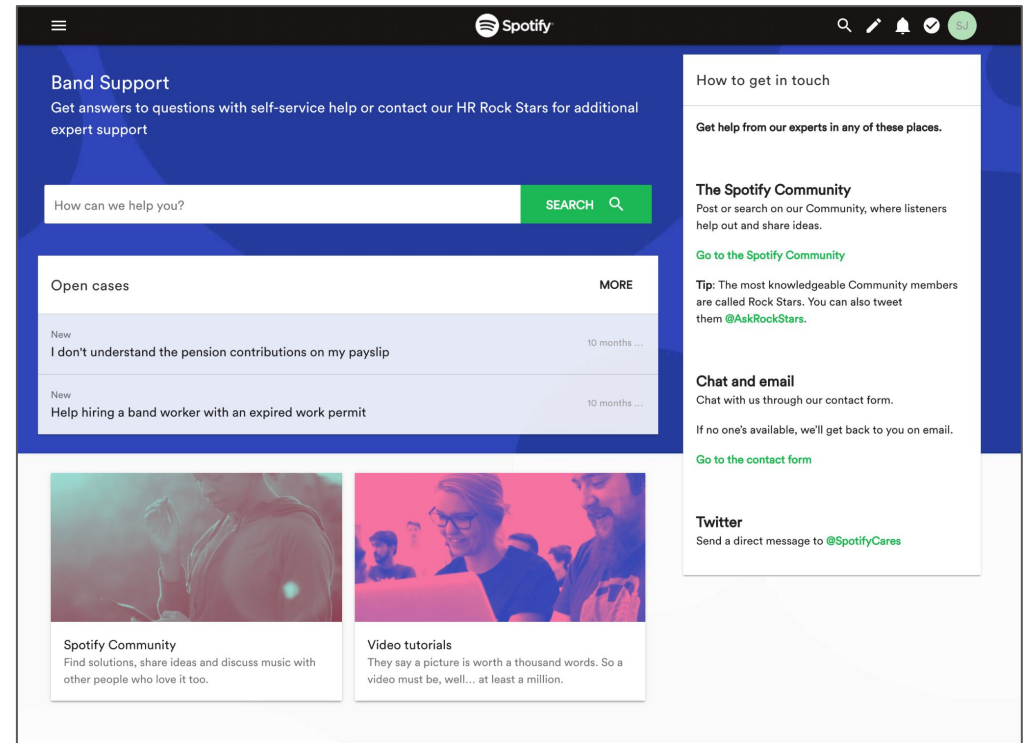 Spotify
SJ
Band Support
Get answers to questions with self-service help or contact our HR Rock Stars for additional
expert support
How can we help you?
SEARCH
Open cases
MORE
New
I don't understand the pension contributions on my payslip
10 months ...
New
Help hiring a band worker with an expired work permit
10 months ...
Spotify Community
Find solutions, share ideas and discuss music with
other people who love it too.
Video tutorials
They say a picture is worth a thousand words. So a
video must be, well... at least a million.
How to get in touch
Get help from our experts in any of these places.
The Spotify Community
Post or search on our Community, where listeners
help out and share ideas.
Go to the Spotify Community
Tip: The most knowledgeable Community members
are called Rock Stars. You can also tweet
them @AskRockStars.
Chat and email
Chat with us through our contact form.
If no one's available, we'll get back to you on email.
Go to the contact form
Twitter
Send a direct message to @SpotifyCares